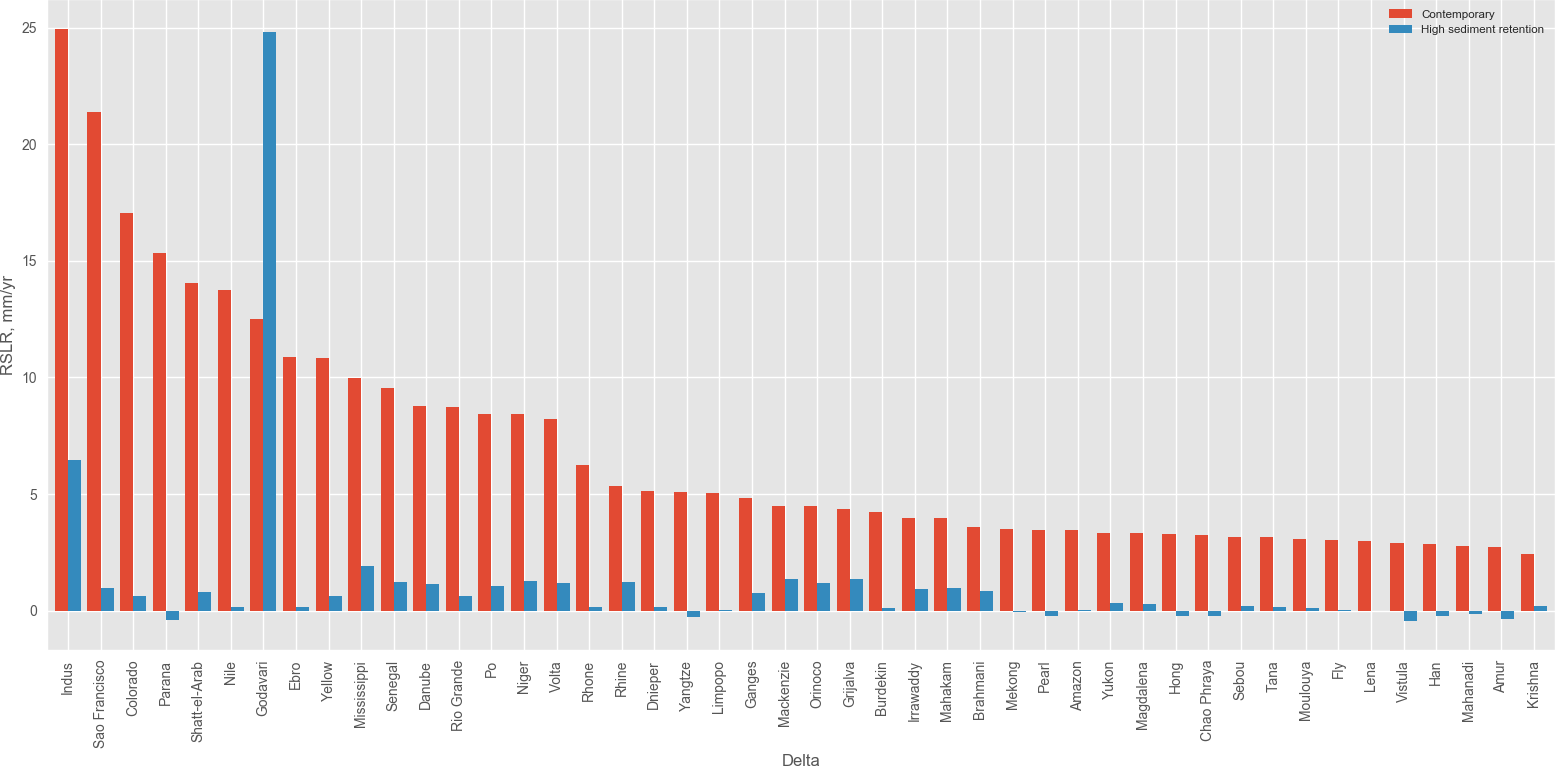 Contemporary
High sediment retention
RSLR, mm/yr
25
20
15
10
5
0
Indus
Sao Francisco
Colorado
Parana
Shatt-el-Arab
Nile
Godavari
Ebro
Yellow
Mississippi
Senegal
Danube
Rio Grande
Po
Niger
Volta
Rhone
Rhine
Dnieper
Yangtze
Limpopo
Ganges
Mackenzie
Orinoco
Grijalva
Burdekin
Irrawaddy
Mahakam
Brahmani
Mekong
Pearl
Amazon
Yukon
Magdalena
Hong
Chao Phraya
Sebou
Tana
Moulouya
Fly
Lena
Vistula
Han
Mahanadi
Amur
Krishna
Delta